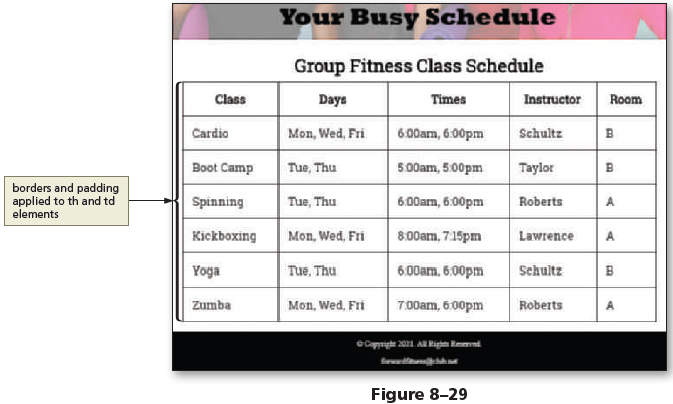 Your Busy Schedule
Group Fitness Class Schedule
Class Days Times Instructor Room
Cardio Mon, Wed, Fri 6:00am, 6:00pm Schultz B
Boot Camp Tue, Thu 5:00am, 5:00pm Taylor B
Spinning Tue, Thu 6:00am, 6:00pm Roberts A
Kickboxing Mon, Wed, Fri 8:00am, 7:15pm Lawrence A
Yoga Tue, Thu 6:00am, 6:00pm Schultz B
Zumba Mon, Wed, Fri 7:00am, 6:00pm Roberts A
borders and padding
applied to th and td
elements
© Copyright 2021. All Rights Reserved.
forwardfitness@club.net
Figure 8–29